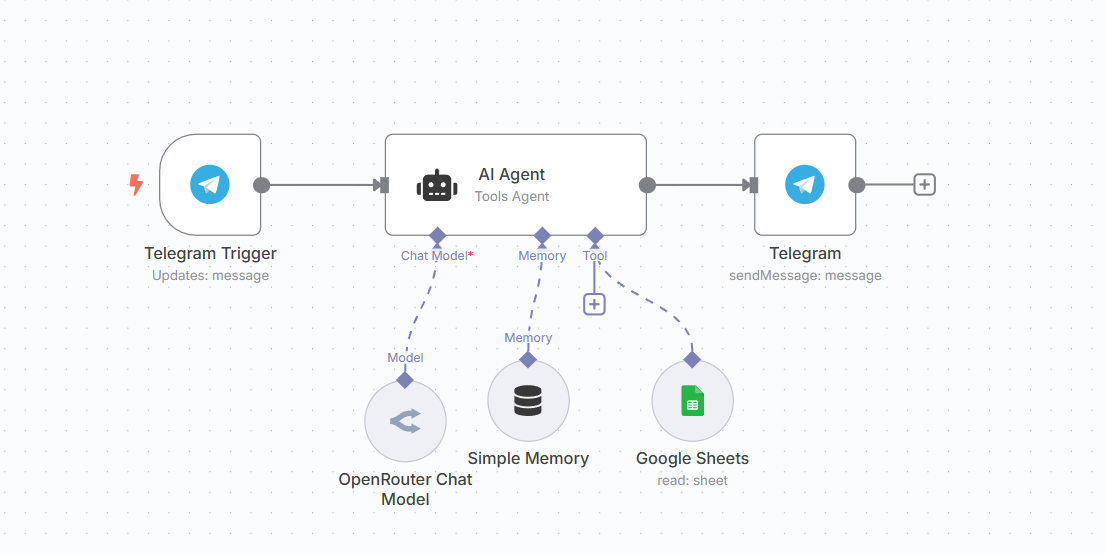 AI Agent
Tools Agent
Telegram Trigger
Updates: message
Chat Model*
Memory
Tool
Telegram
sendMessage: message
Model
Memory
OpenRouter Chat
Model
Simple Memory
Google Sheets
read: sheet